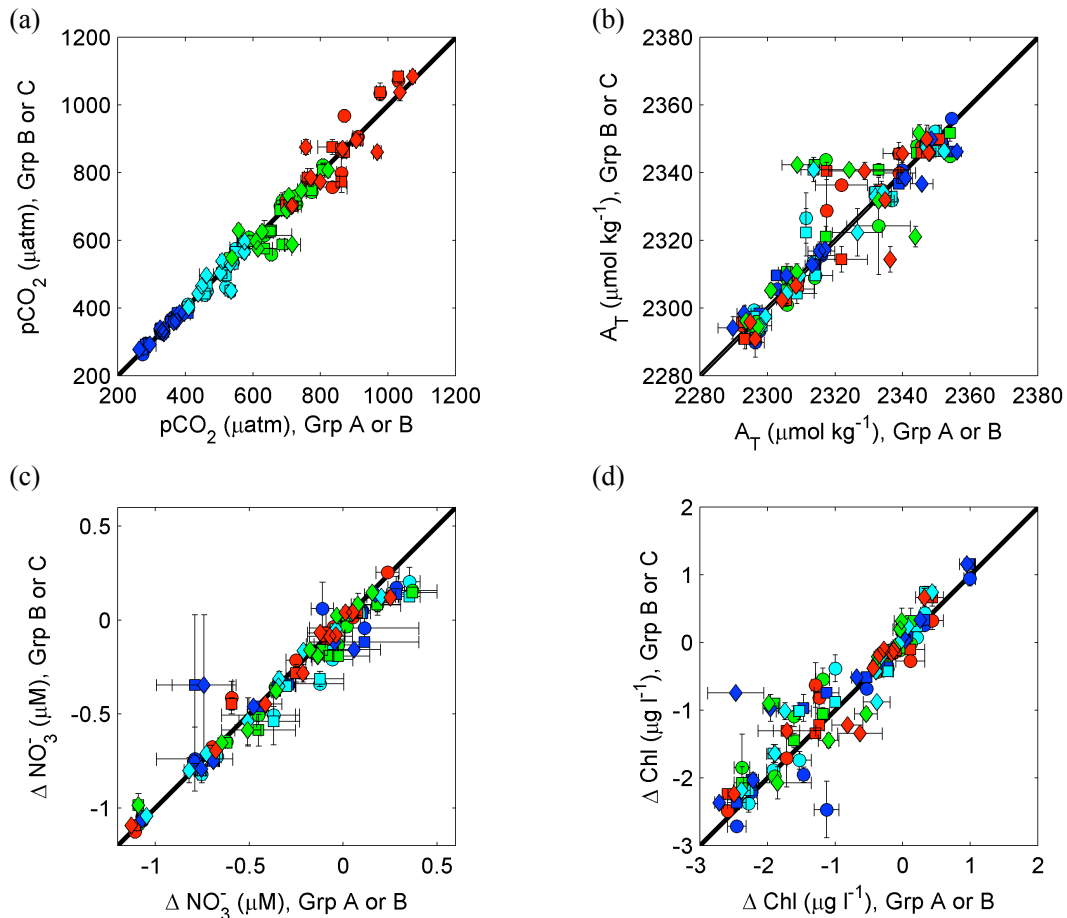 (a)
1200
1000
800
600
400
200
200 400 600 800 1000 1200
pCO₂ (μatm), Grp B or C
pCO₂ (μatm), Grp A or B
(b)
2380
2360
2340
2320
2300
2280
2280 2300 2320 2340 2360 2380
A_T (μmol kg⁻¹), Grp B or C
A_T (μmol kg⁻¹), Grp A or B
(c)
0.5
0
-0.5
-1
-1 -0.5 0 0.5
Δ NO₃⁻ (μM), Grp B or C
Δ NO₃⁻ (μM), Grp A or B
(d)
2
1
0
-1
-2
-3
-3 -2 -1 0 1 2
Δ Chl (μg l⁻¹), Grp B or C
Δ Chl (μg l⁻¹), Grp A or B